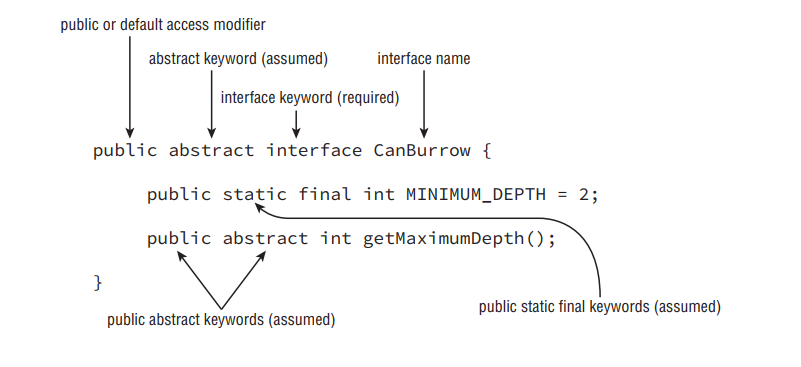 public or default access modifier
abstract keyword (assumed)
interface name
interface keyword (required)
public abstract interface CanBurrow {
public static final int MINIMUM_DEPTH = 2;
public abstract int getMaximumDepth();
}
public abstract keywords (assumed)
public static final keywords (assumed)